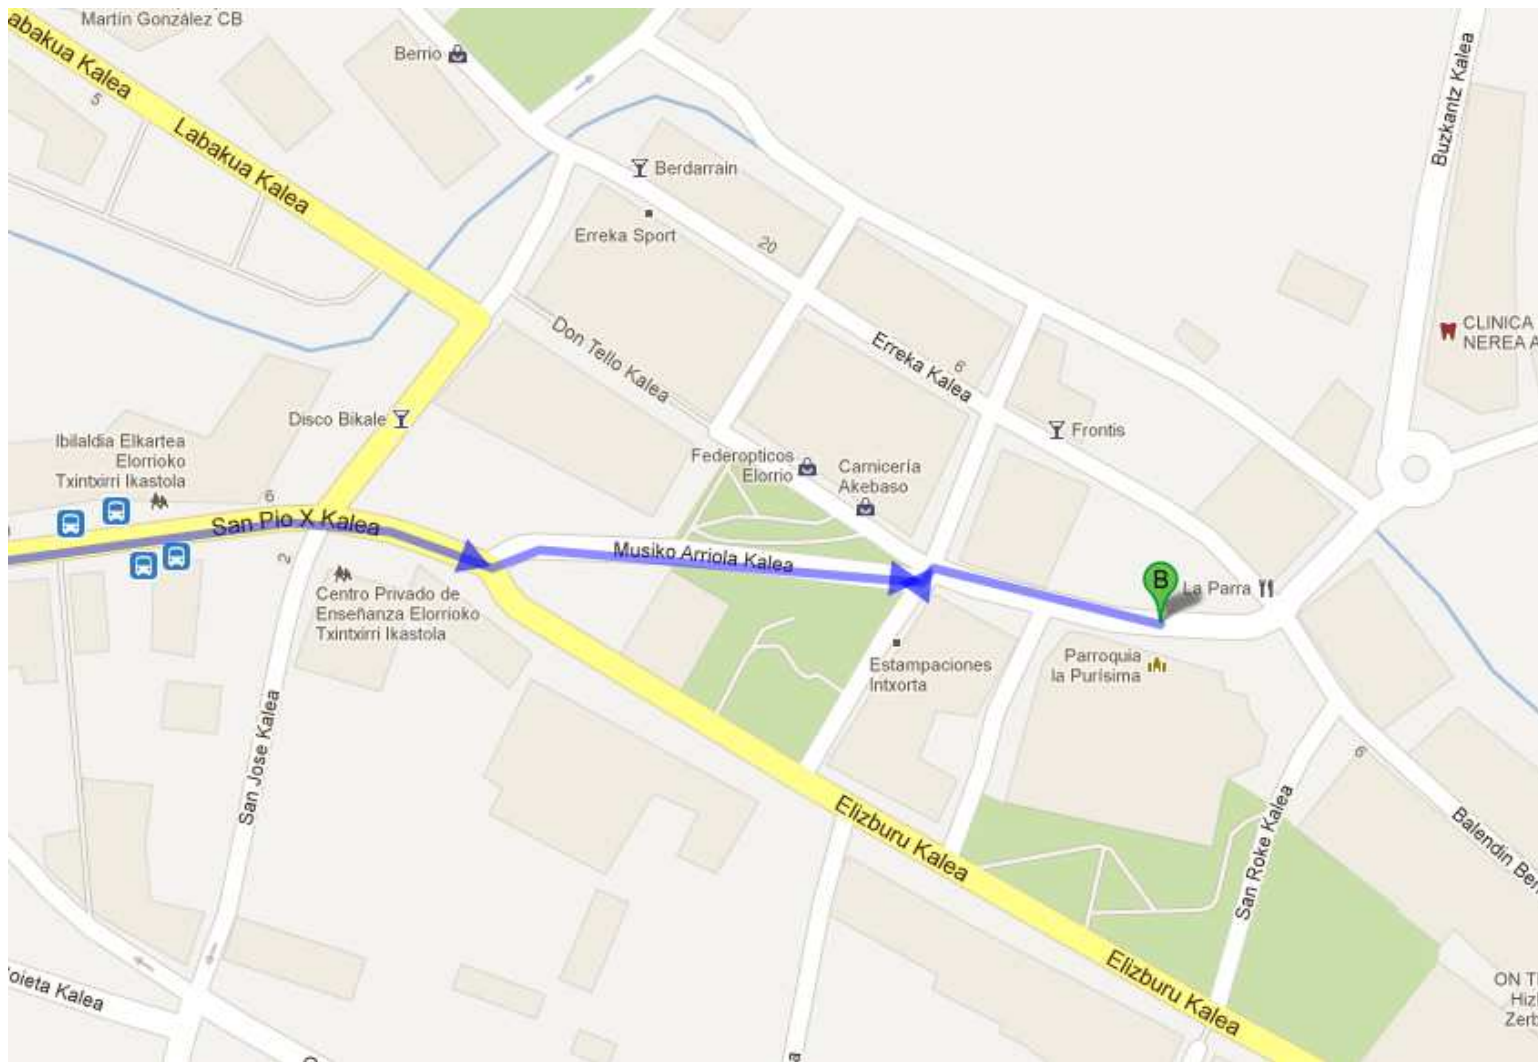 Martín González CB
Berrio
abakua Kalea
5
Labakua Kalea
Buzkantz Kalea
Berdarrain
Erreka Sport
20
Don Tello Kalea
Erreka Kalea
6
CLINICA
NEREA A
Disco Bikale
Frontis
Ibilaldia Elkartea
Elorrioko
Txintxirri Ikastola
Federopticos
Elorrio
Carnicería
Akebaso
6
San Pio X Kalea
2
Musiko Arriola Kalea
Centro Privado de
Enseñanza Elorrioko
Txintxirri Ikastola
B
La Parra
Estampaciones
Intxorta
Parroquia
la Purísima
San Jose Kalea
6
Elizburu Kalea
San Roke Kalea
Balendin Ber
Elizburu Kalea
oieta Kalea
ON TI
Hiz
Zerb